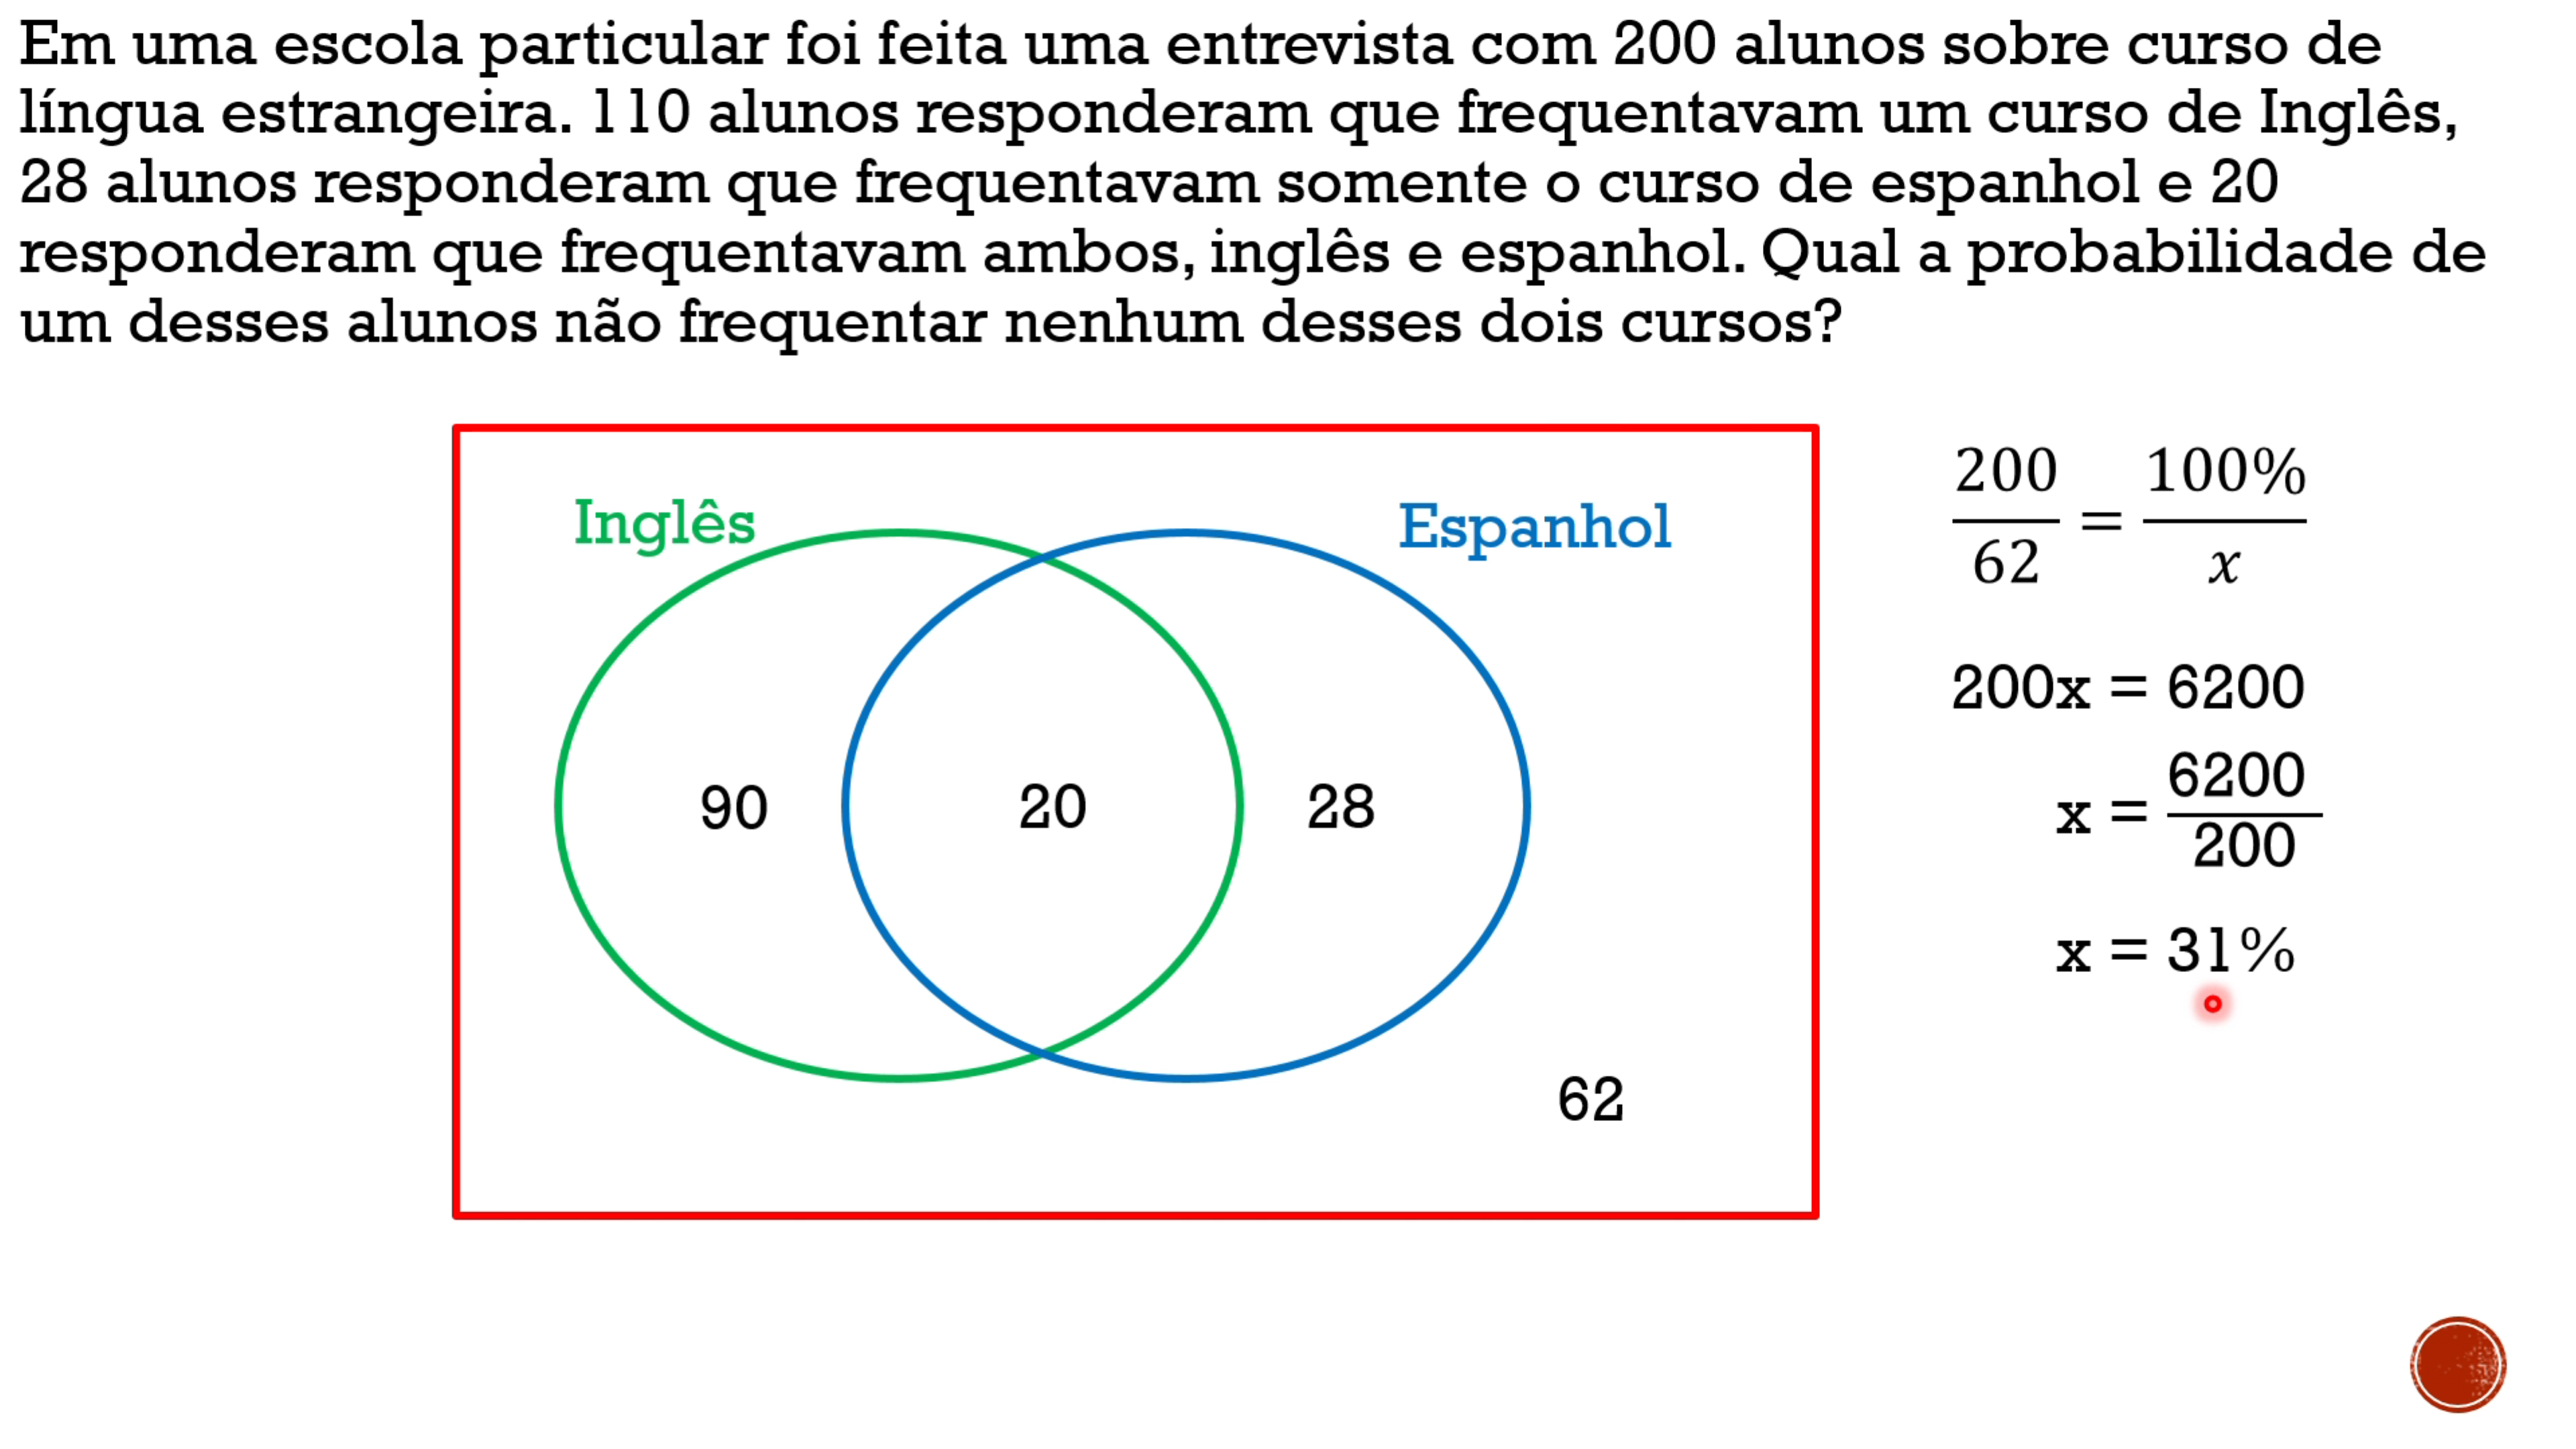 Em uma escola particular foi feita uma entrevista com 200 alunos sobre curso de
língua estrangeira. 110 alunos responderam que frequentavam um curso de Inglês,
28 alunos responderam que frequentavam somente o curso de espanhol e 20
responderam que frequentavam ambos, inglês e espanhol. Qual a probabilidade de
um desses alunos não frequentar nenhum desses dois cursos?
Inglês
Espanhol
90
20
28
62
200/62 = 100%/x
200x = 6200
x = 6200/200
x = 31%